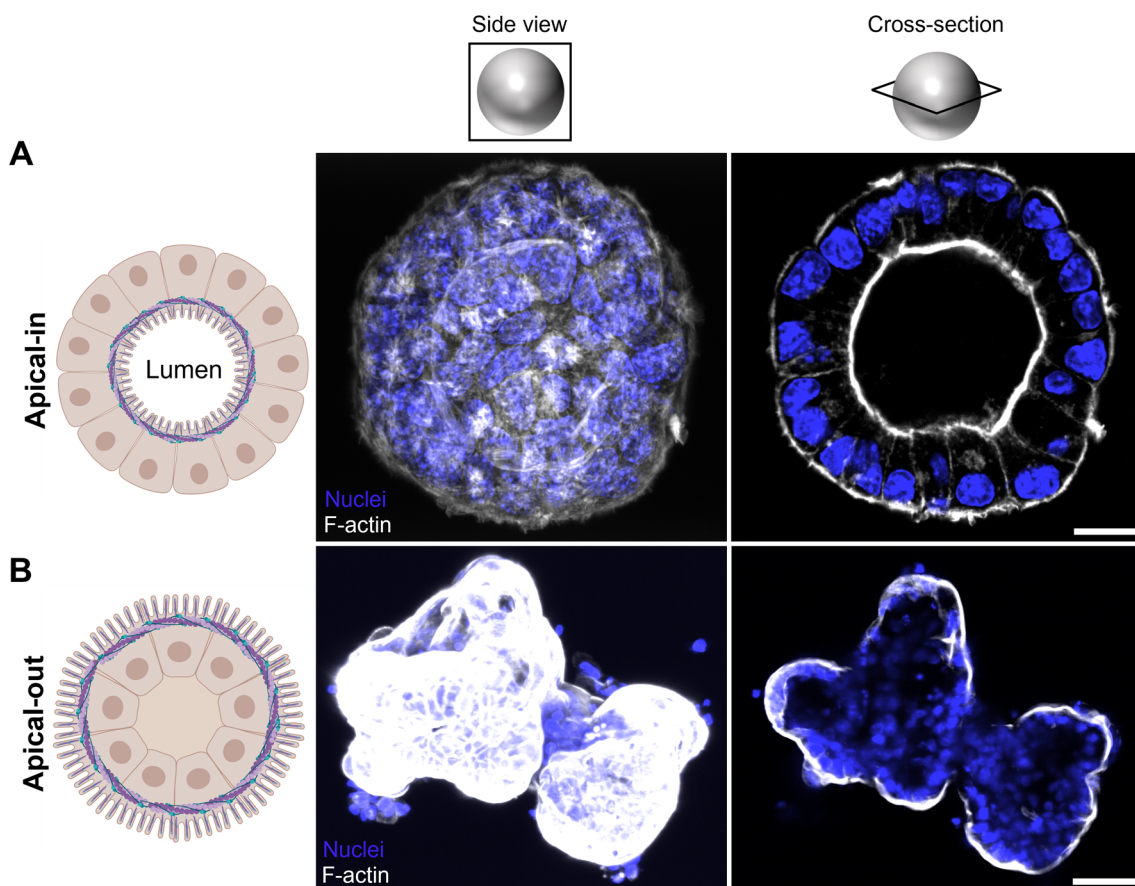 Side view
Cross-section
A
Apical-in
Lumen
Nuclei
F-actin
B
Apical-out
Nuclei
F-actin